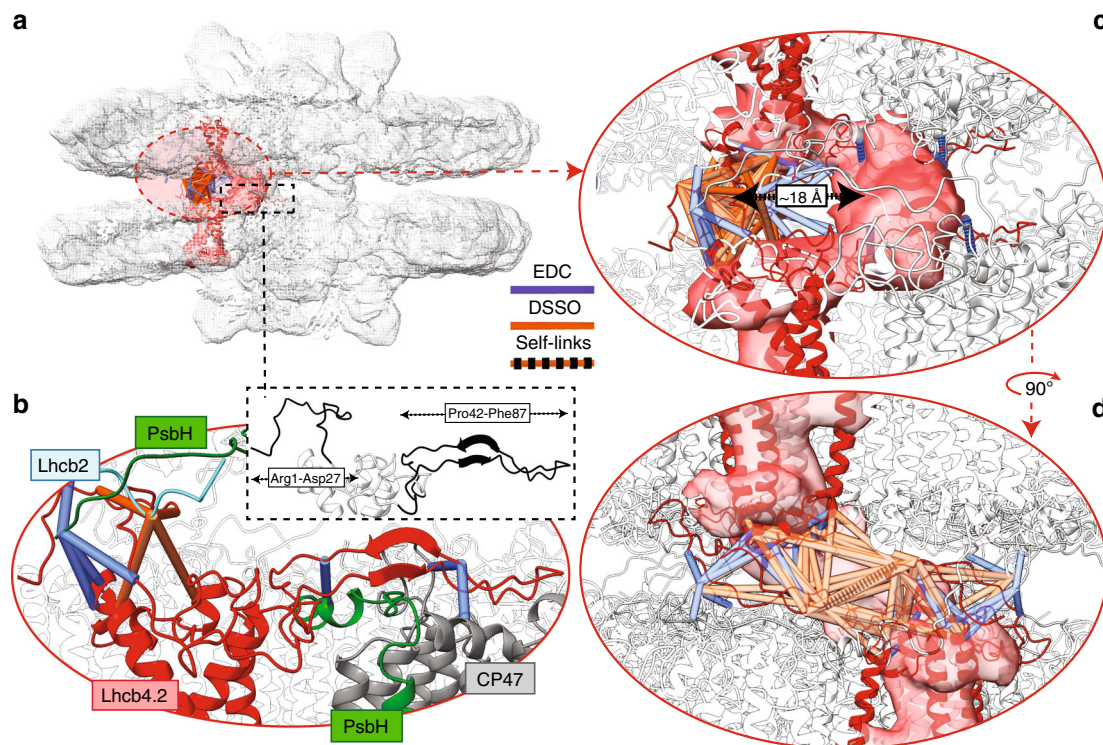 a
c
~18 Å
EDC
DSSO
Self-links
b
PsbH
Pro42-Phe87
90°
d
Lhcb2
Arg1-Asp27
Lhcb4.2
CP47
PsbH